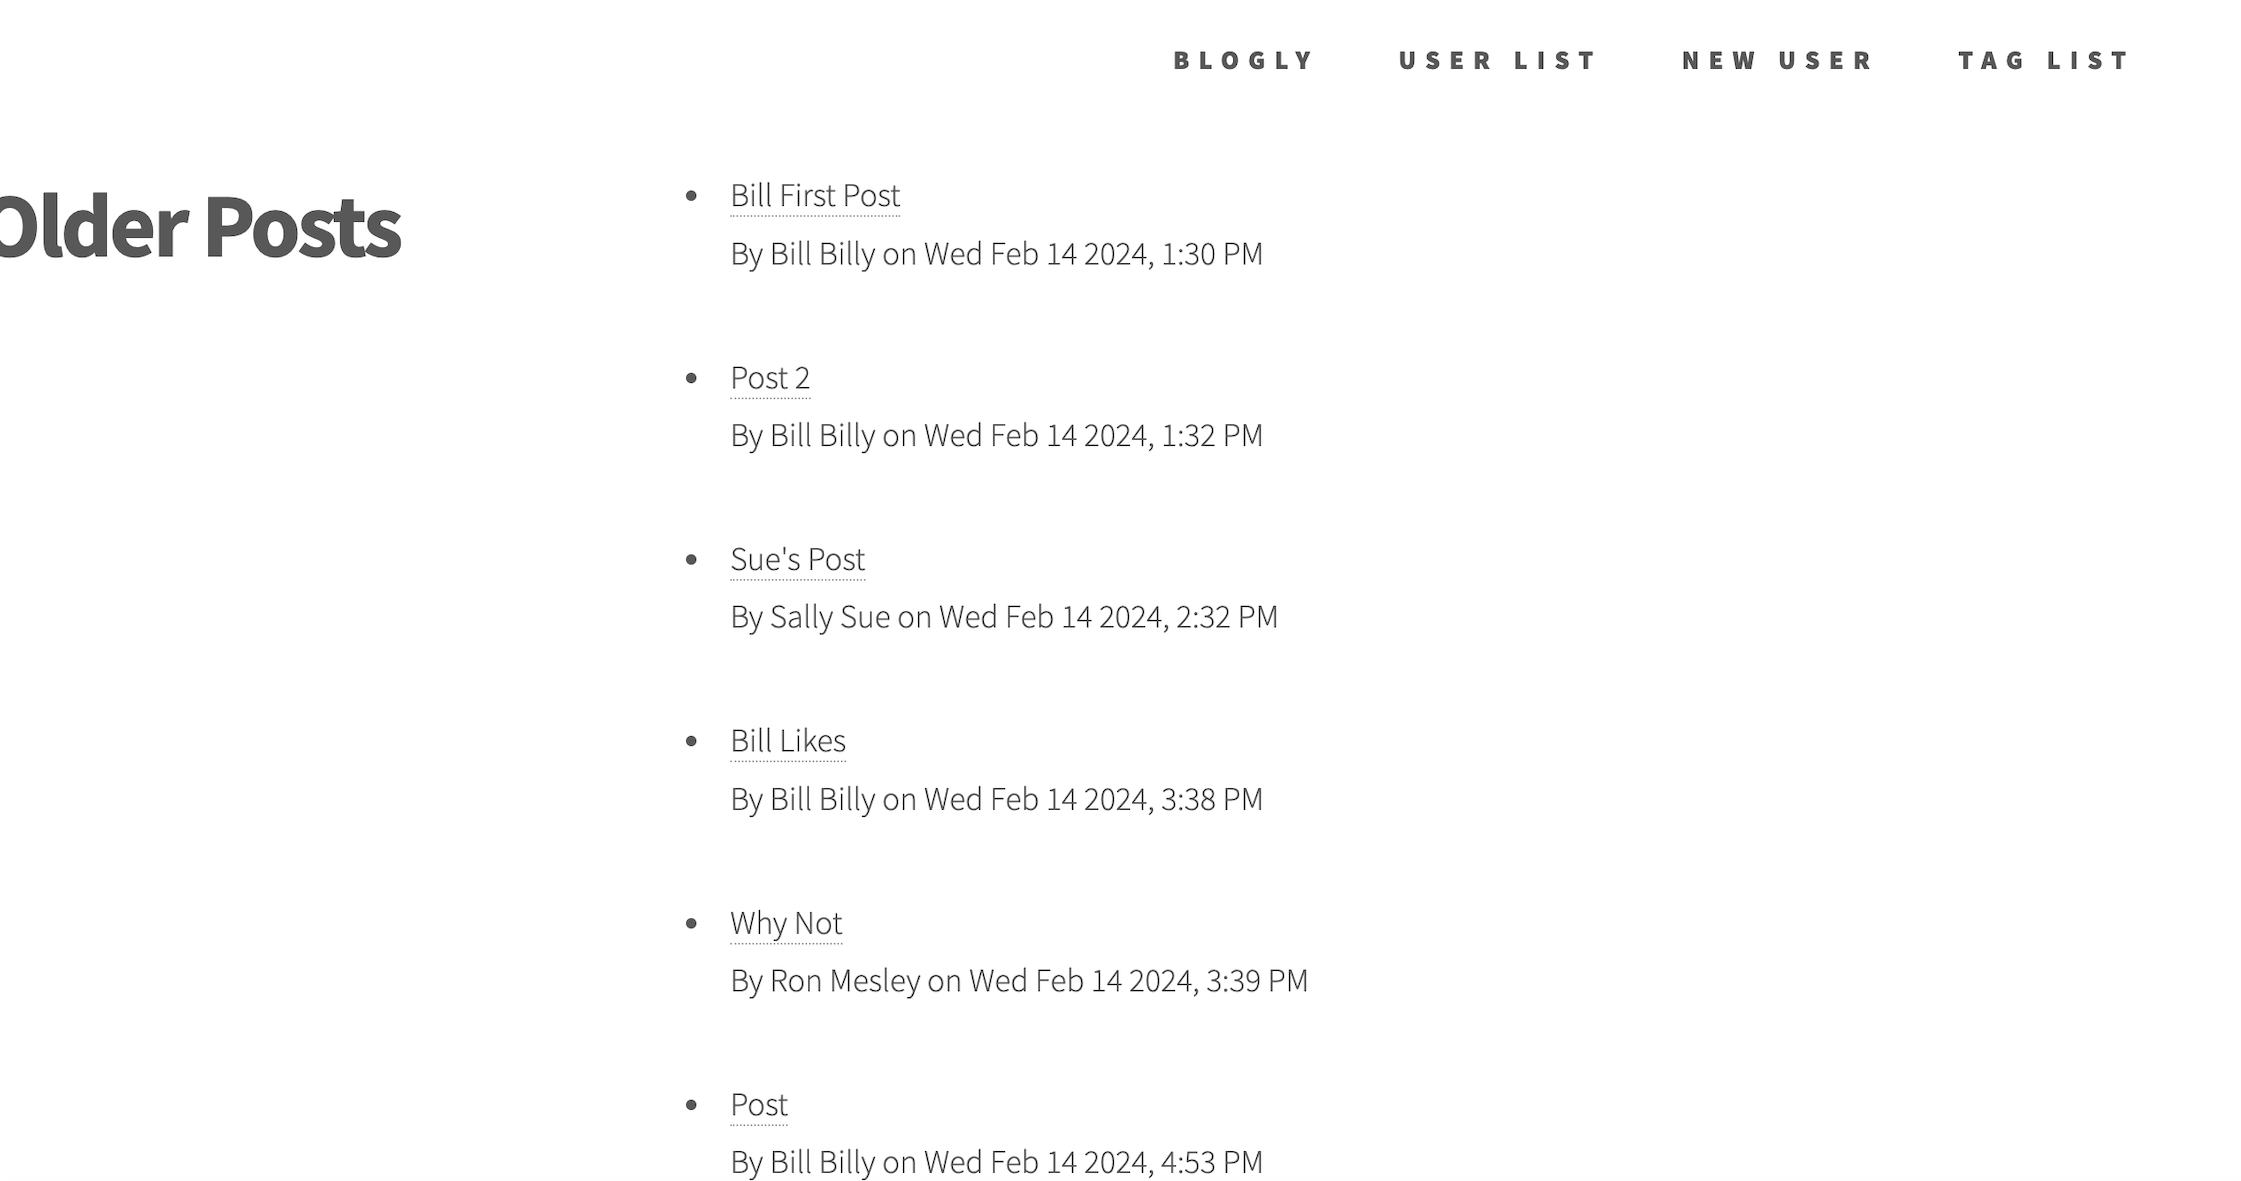 BLOGLY USER LIST NEW USER TAG LIST
Older Posts
Bill First Post
By Bill Billy on Wed Feb 14 2024, 1:30 PM
Post 2
By Bill Billy on Wed Feb 14 2024, 1:32 PM
Sue's Post
By Sally Sue on Wed Feb 14 2024, 2:32 PM
Bill Likes
By Bill Billy on Wed Feb 14 2024, 3:38 PM
Why Not
By Ron Mesley on Wed Feb 14 2024, 3:39 PM
Post
By Bill Billy on Wed Feb 14 2024, 4:53 PM